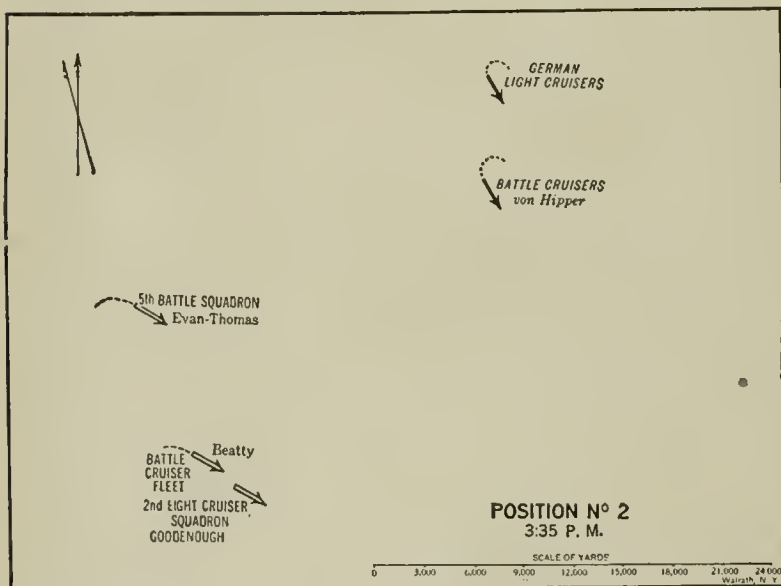 GERMAN
LIGHT CRUISERS
BATTLE CRUISERS
von Hipper
5th BATTLE SQUADRON
Evan-Thomas
Beatty
BATTLE
CRUISER
FLEET
2nd LIGHT CRUISER
SQUADRON
GOODENOUGH
POSITION Nº 2
3:35 P. M.
SCALE OF YARDS
0 3,000 6,000 9,000 12,000 15,000 18,000 21,000 24,000
Walrath, N. Y.